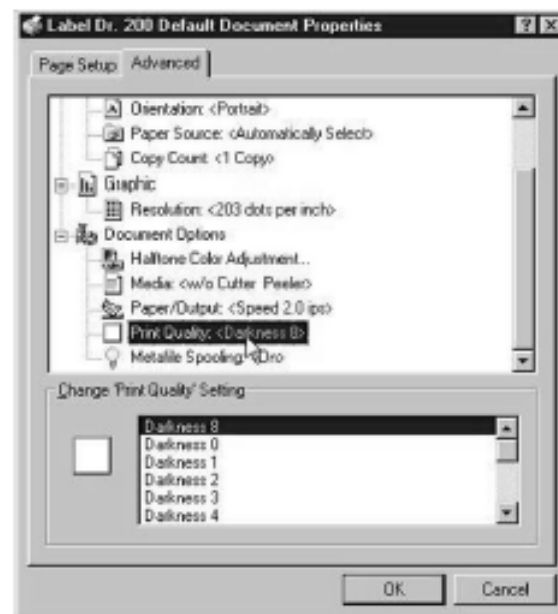 Label Dr. 200 Default Document Properties
Page Setup Advanced
Orientation: <Portrait>
Paper Source: <Automatically Select>
Copy Count: <1 Copy>
Graphic
Resolution: <203 dots per inch>
Document Options
Halftone Color Adjustment...
Media: <w/o Cutter Peeler>
Paper/Output: <Speed 2.0 ips>
Print Quality: <Darkness 8>
Metafile Spooling: <On>
Change 'Print Quality' Setting
Darkness 8
Darkness 0
Darkness 1
Darkness 2
Darkness 3
Darkness 4
OK Cancel